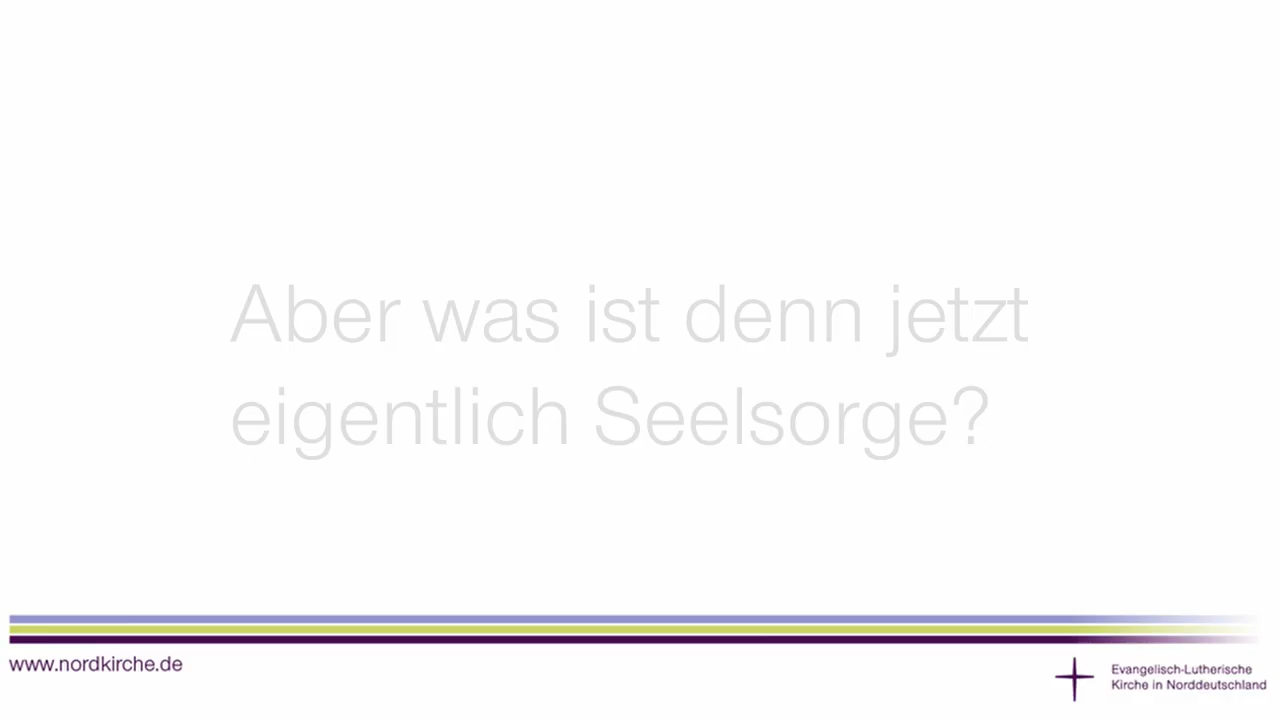 Aber was ist denn jetzt
eigentlich Seelsorge?
www.nordkirche.de
Evangelisch-Lutherische
Kirche in Norddeutschland